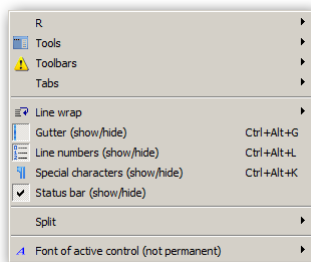 R
Tools
Toolbars
Tabs
Line wrap
Gutter (show/hide) Ctrl+Alt+G
Line numbers (show/hide) Ctrl+Alt+L
Special characters (show/hide) Ctrl+Alt+K
Status bar (show/hide)
Split
Font of active control (not permanent)